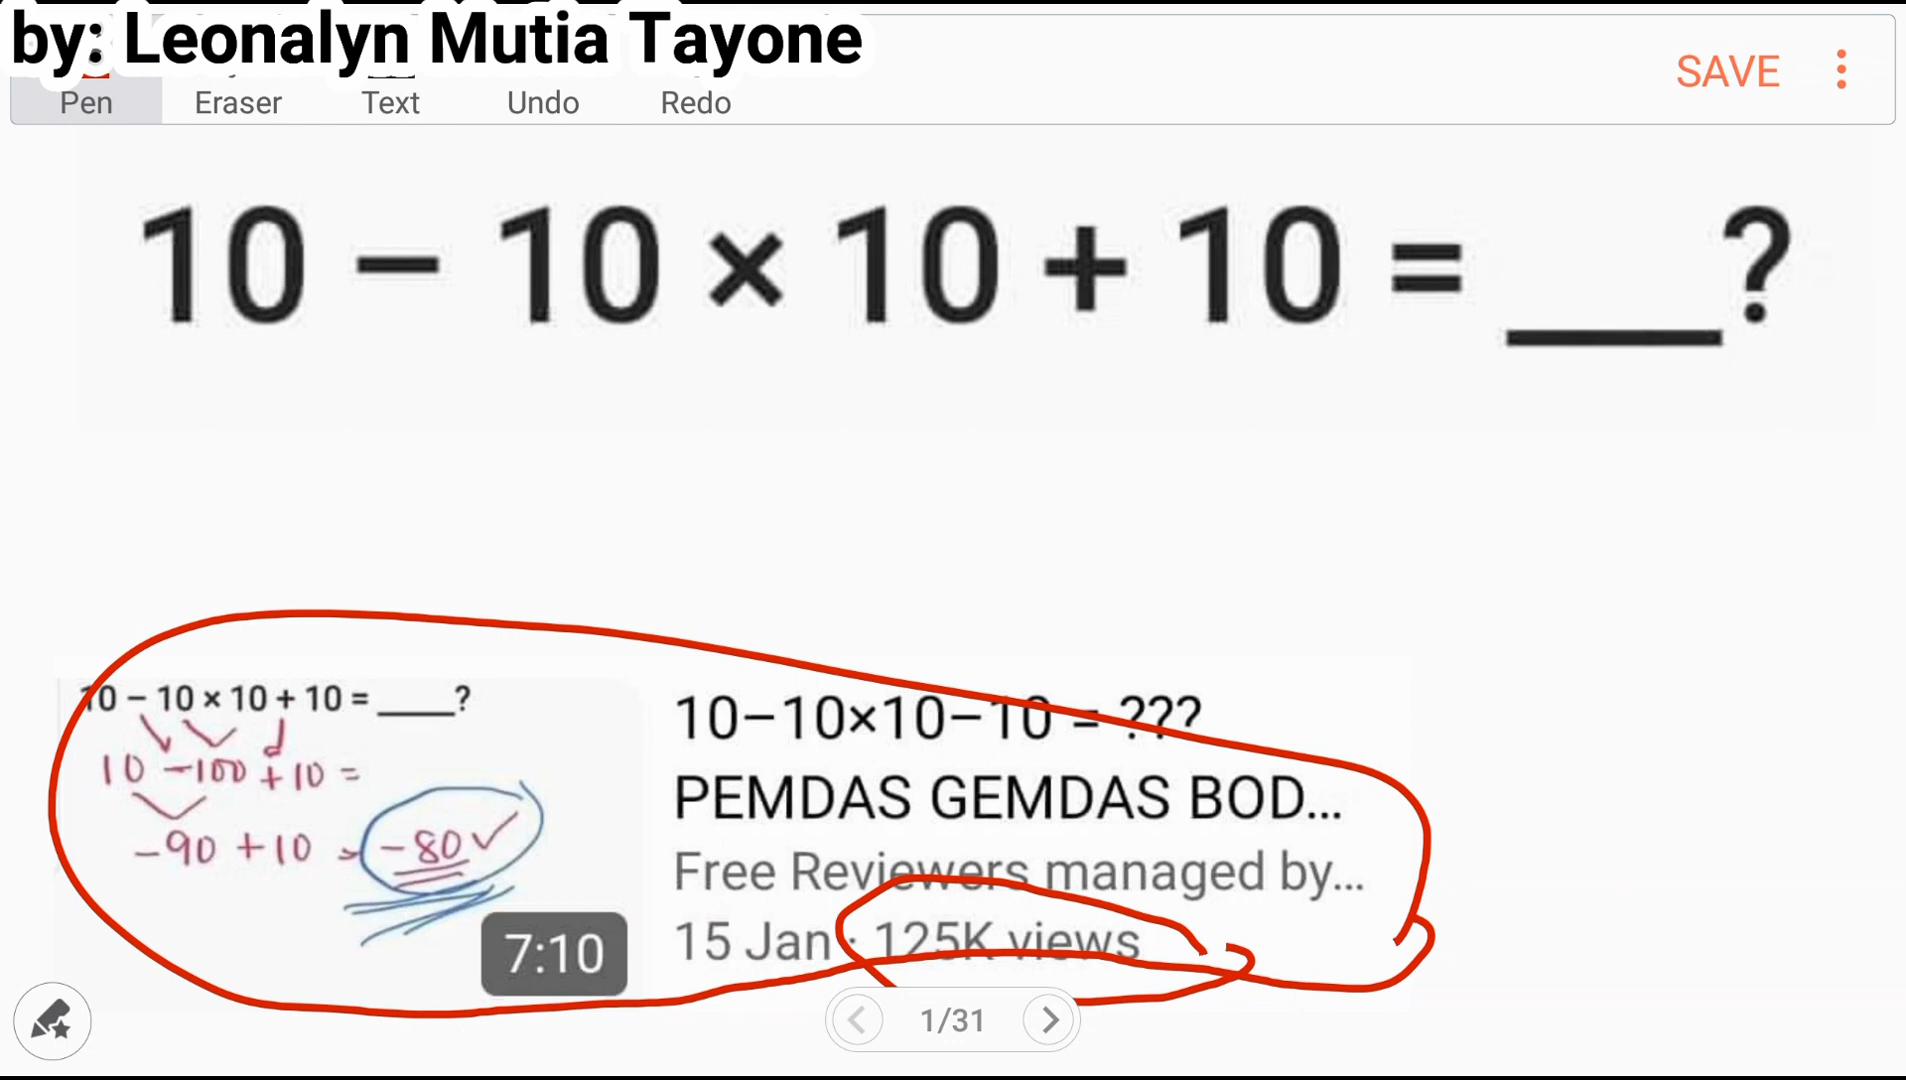 by: Leonalyn Mutia Tayone
SAVE
Pen Eraser Text Undo Redo
10 – 10 × 10 + 10 = ____?
10 – 10 × 10 + 10 = ____?
10 -100 +10 =
-90 +10 = -80
7:10
10–10×10–10 = ???
PEMDAS GEMDAS BOD...
Free Reviewers managed by...
15 Jan · 125K views
1/31